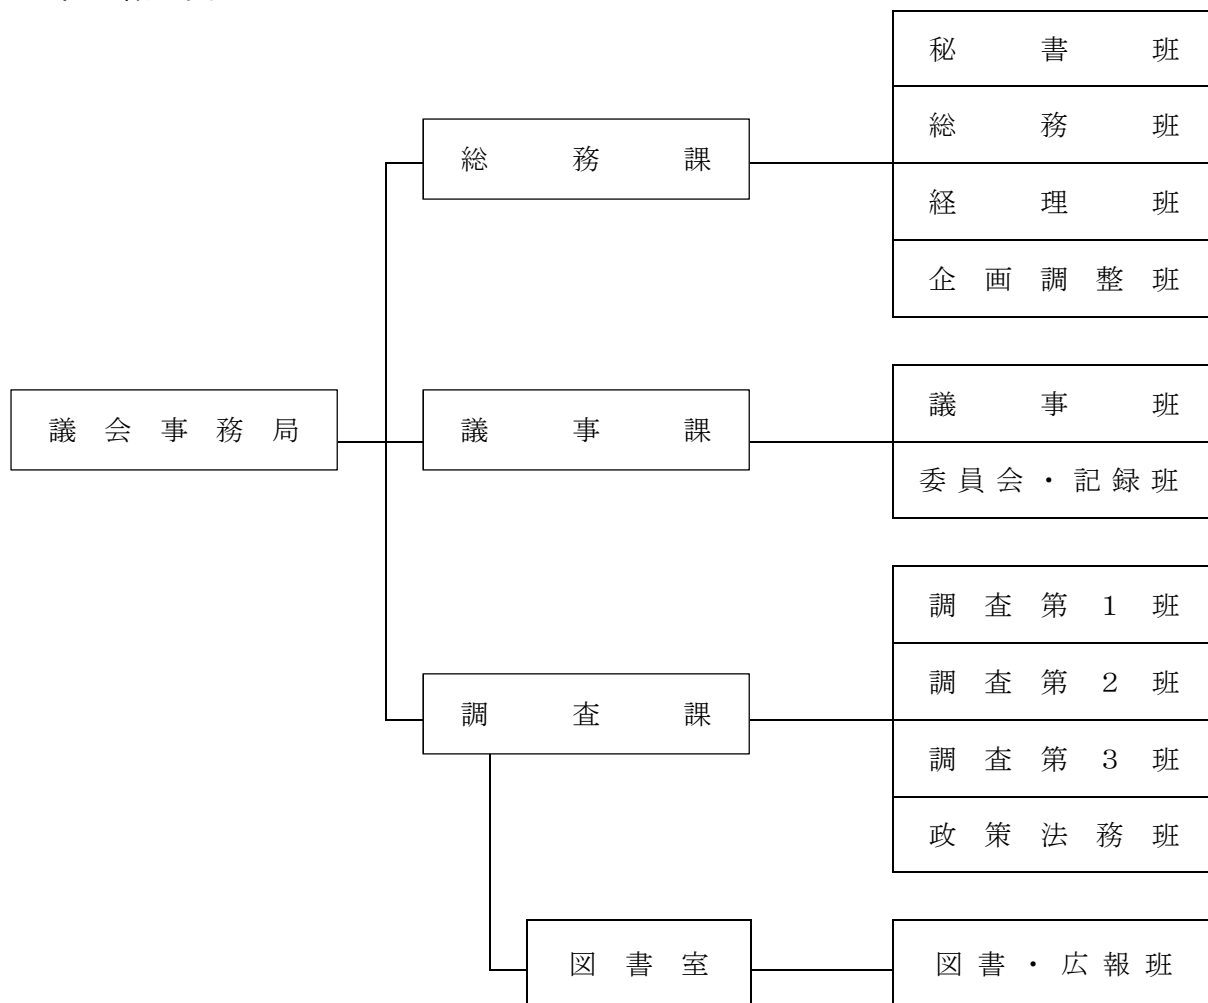 秘書班
総務班
総務課
経理班
企画調整班
議会事務局
議事課
議事班
委員会・記録班
調査第１班
調査第２班
調査課
調査第３班
政策法務班
図書室
図書・広報班